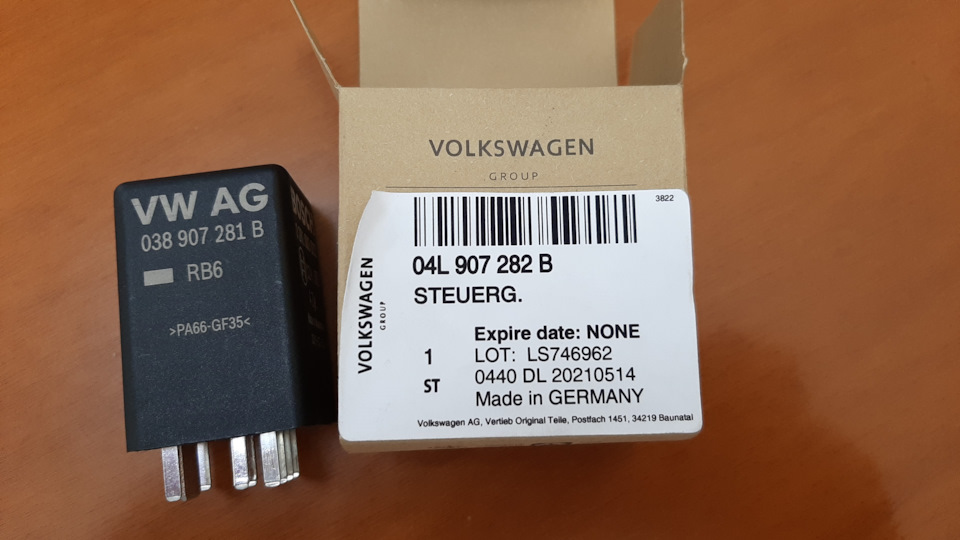 VW AG
038 907 281 B
RB6
>PA66-GF35<
VOLKSWAGEN
GROUP
3822
04L 907 282 B
STEUERG.
VOLKSWAGEN
GROUP
Expire date: NONE
1
LOT: LS746962
ST
0440 DL 20210514
Made in GERMANY
Volkswagen AG, Vertieb Original Teile, Postfach 1451, 34219 Baunatal